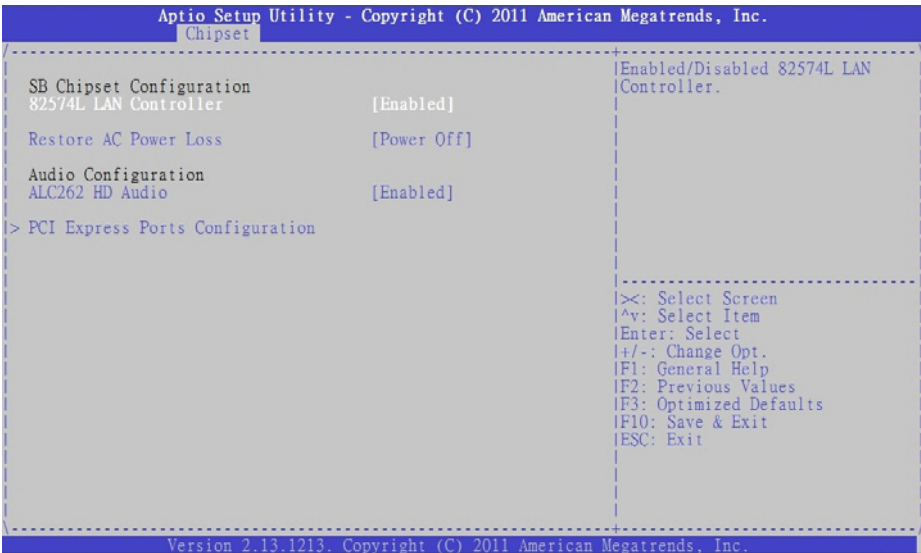 Aptio Setup Utility - Copyright (C) 2011 American Megatrends, Inc.
Chipset
SB Chipset Configuration
82574L LAN Controller [Enabled]
Restore AC Power Loss [Power Off]
Audio Configuration
ALC262 HD Audio [Enabled]
> PCI Express Ports Configuration
Enabled/Disabled 82574L LAN
Controller.
><: Select Screen
^v: Select Item
Enter: Select
+/-: Change Opt.
F1: General Help
F2: Previous Values
F3: Optimized Defaults
F10: Save & Exit
ESC: Exit
Version 2.13.1213. Copyright (C) 2011 American Megatrends, Inc.